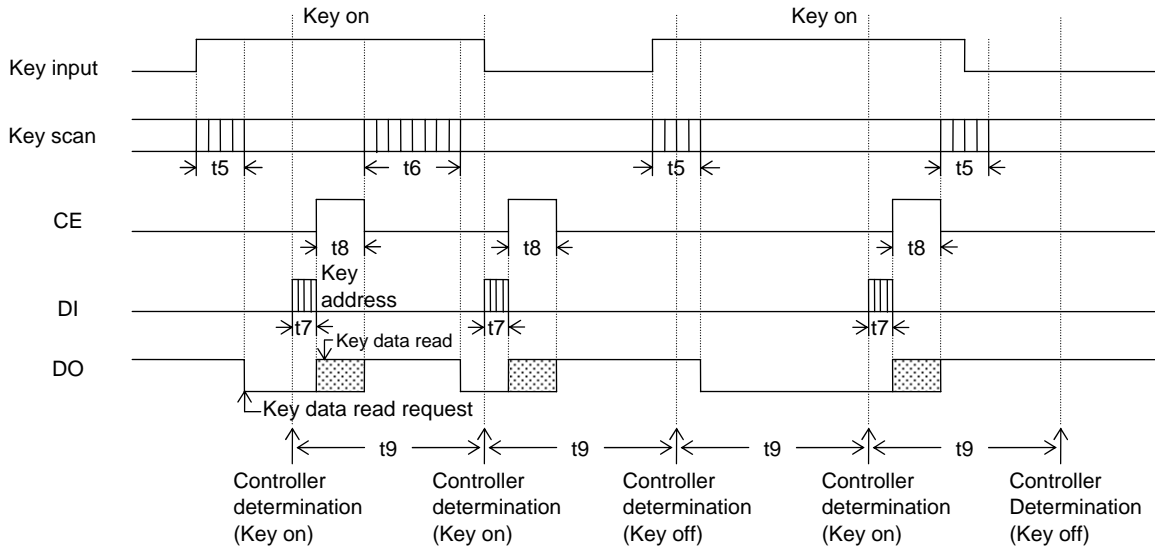 Key on
Key on
Key input
Key scan
t5
t6
t5
t5
CE
t8
t8
t8
Key
address
DI
t7
t7
t7
Key data read
DO
Key data read request
t9
t9
t9
t9
Controller
determination
(Key on)
Controller
determination
(Key on)
Controller
determination
(Key off)
Controller
determination
(Key on)
Controller
Determination
(Key off)